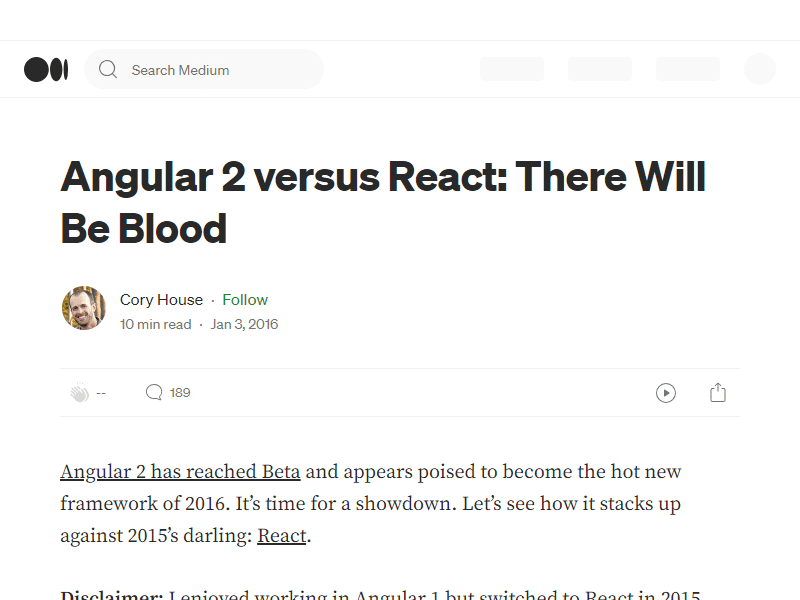 Search Medium
Angular 2 versus React: There Will
Be Blood
Cory House · Follow
10 min read · Jan 3, 2016
-- 189
Angular 2 has reached Beta and appears poised to become the hot new
framework of 2016. It’s time for a showdown. Let’s see how it stacks up
against 2015’s darling: React.
Disclaimer: I enjoyed working in Angular 1 but switched to React in 2015.